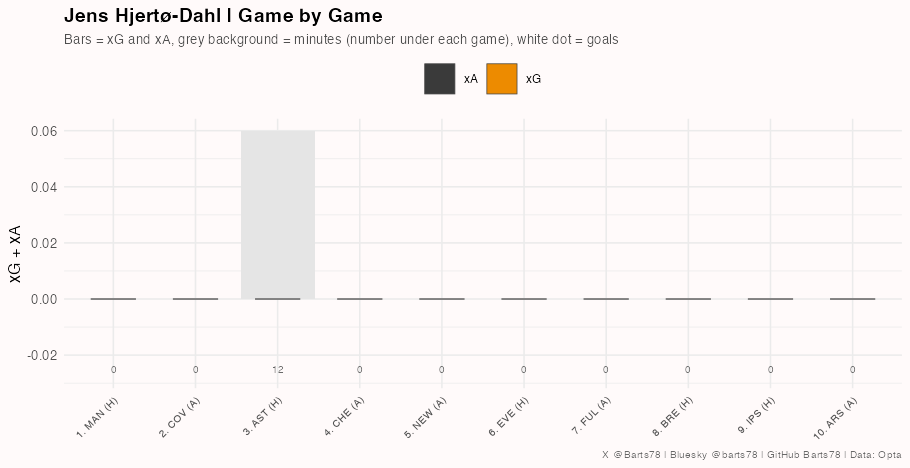 Jens Hjertø-Dahl | Game by Game
Bars = xG and xA, grey background = minutes (number under each game), white dot = goals
xA xG
xG + xA
0.06
0.04
0.02
0.00
-0.02
0 0 12 0 0 0 0 0 0 0
1. MAN (H)
2. COV (A)
3. AST (H)
4. CHE (A)
5. NEW (A)
6. EVE (H)
7. FUL (A)
8. BRE (H)
9. IPS (H)
10. ARS (A)
X @Barts78 | Bluesky @barts78 | GitHub Barts78 | Data: Opta